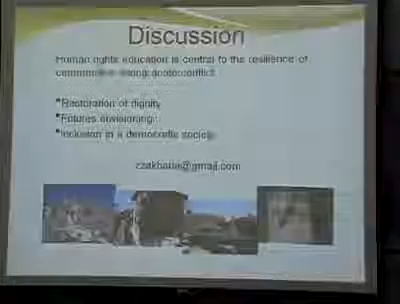 Discussion
Human rights education is central to the resilience of
communities
Restoration of dignity
Futures envisioning
Inclusion in a democratic society